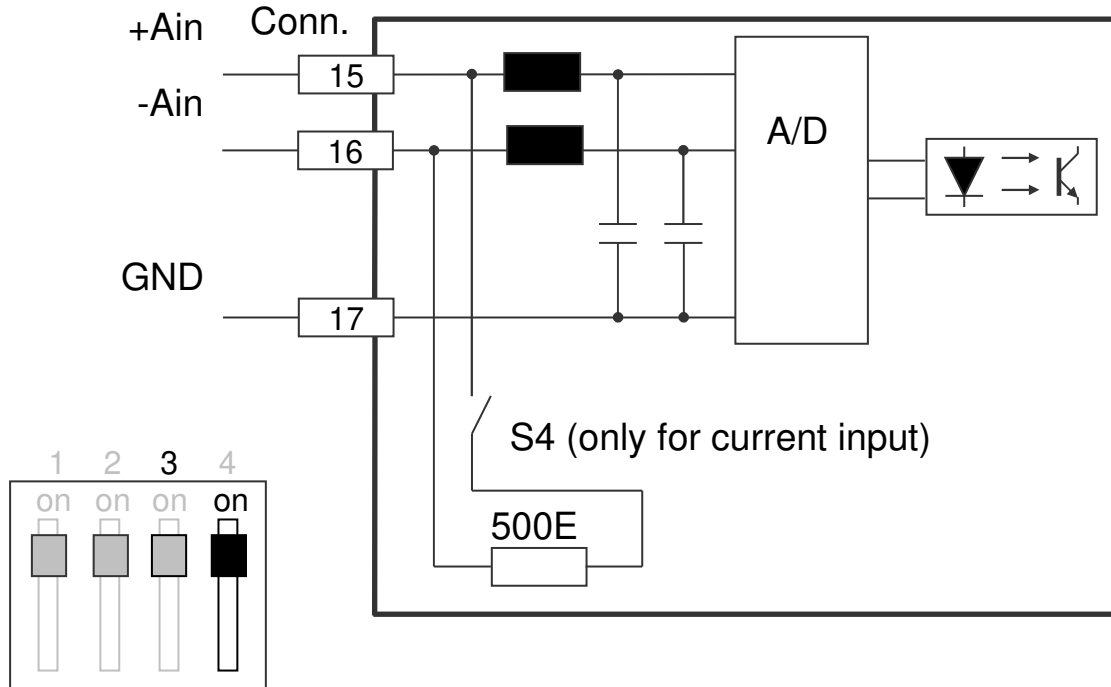 +Ain Conn.
15
-Ain
16
A/D
GND
17
S4 (only for current input)
1 2 3 4
on on on on
500E